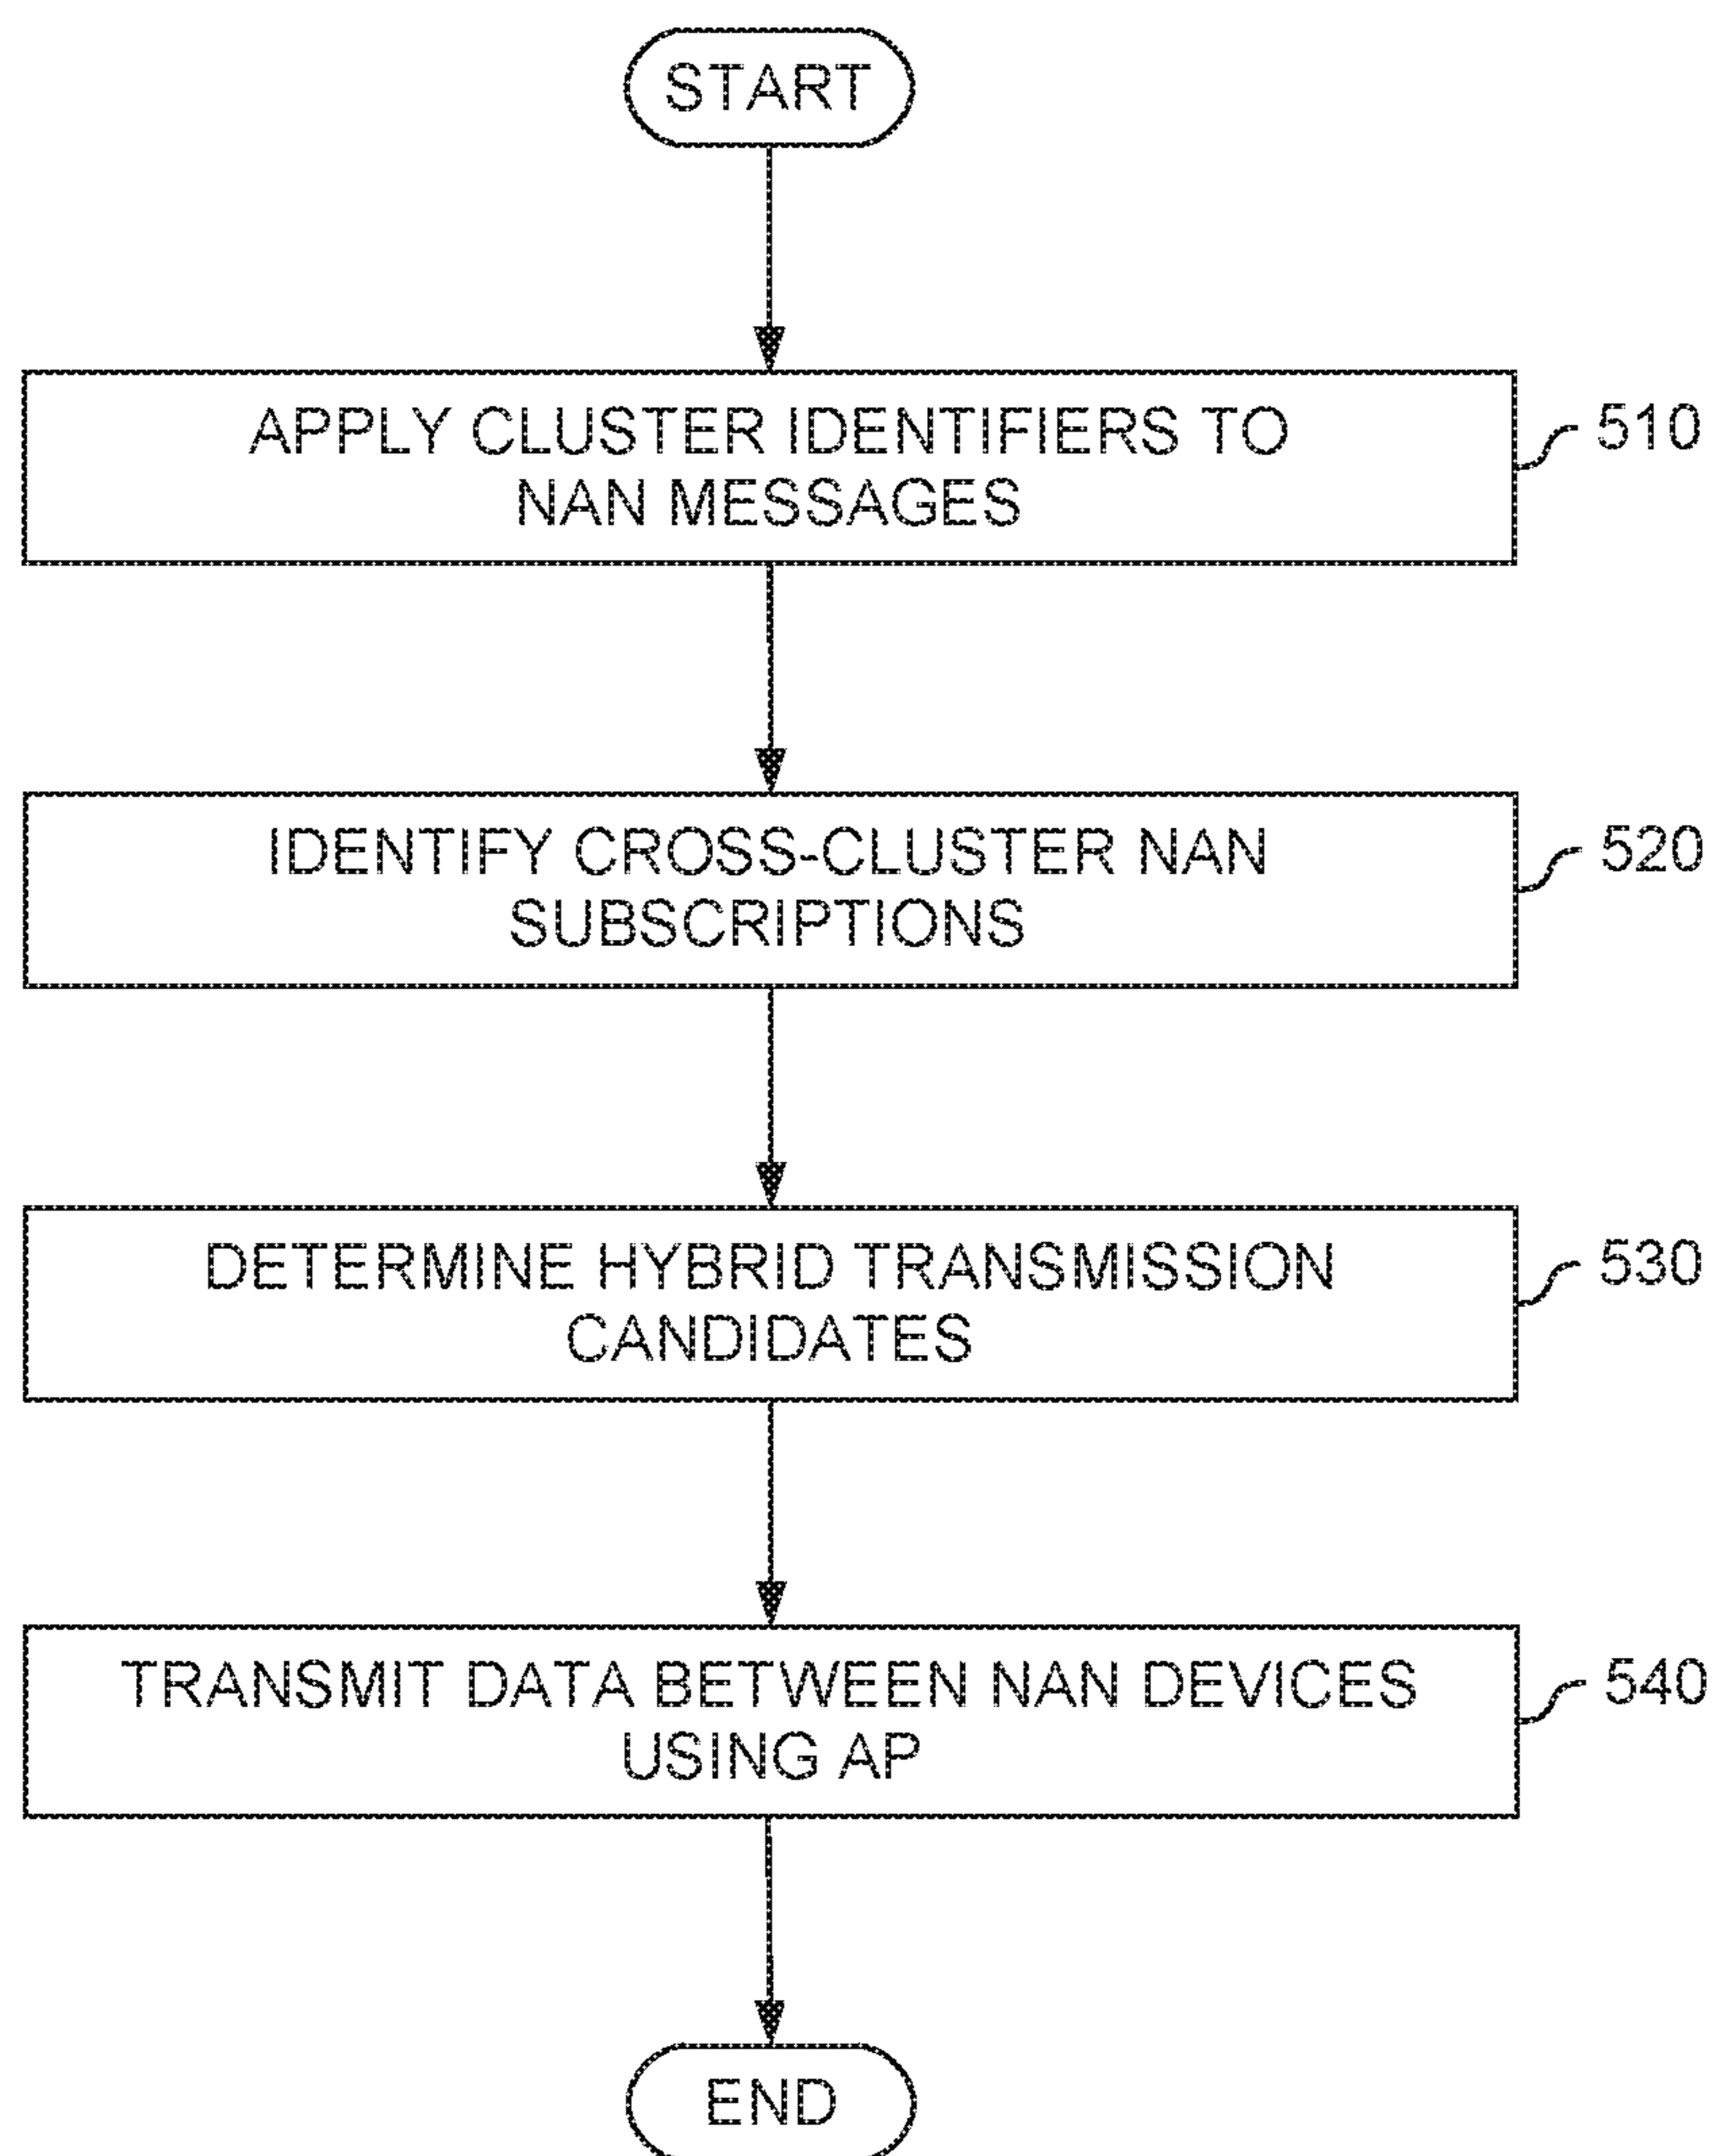 START
APPLY CLUSTER IDENTIFIERS TO
NAN MESSAGES
510
IDENTIFY CROSS-CLUSTER NAN
SUBSCRIPTIONS
520
DETERMINE HYBRID TRANSMISSION
CANDIDATES
530
TRANSMIT DATA BETWEEN NAN DEVICES
USING AP
540
END